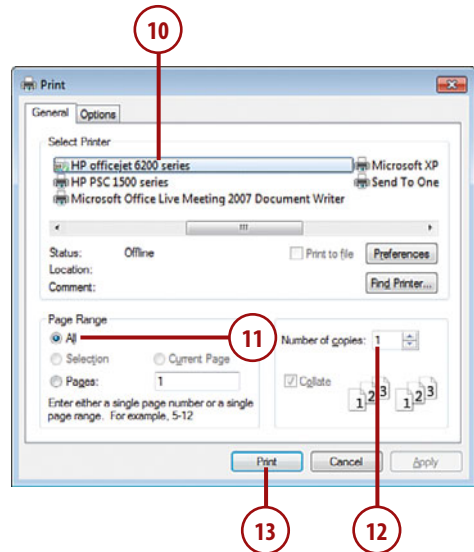 10
Print
General Options
Select Printer
HP officejet 6200 series Microsoft XP
HP PSC 1500 series Send To One
Microsoft Office Live Meeting 2007 Document Writer
Status: Offline Print to file Preferences
Location:
Comment: Find Printer...
Page Range
All 11 Number of copies: 1
Selection Current Page
Pages: 1 Collate
Enter either a single page number or a single
page range. For example, 5-12
1 2 3 1 2 3
Print Cancel Apply
13 12